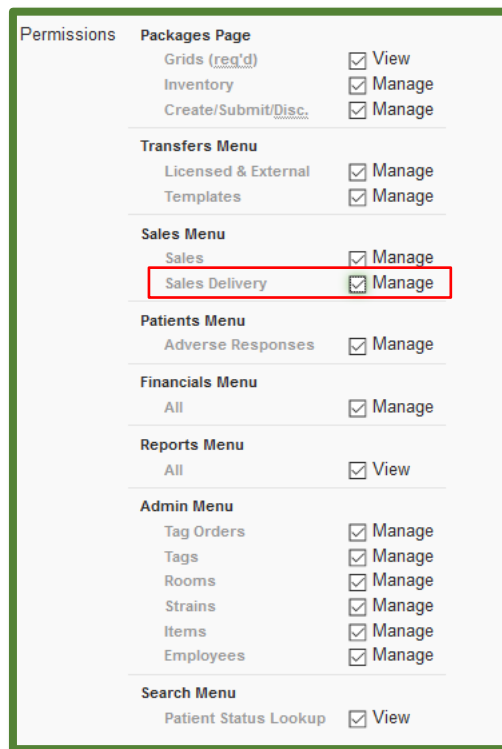 Permissions Packages Page
Grids (req'd) View
Inventory Manage
Create/Submit/Disc. Manage
Transfers Menu
Licensed & External Manage
Templates Manage
Sales Menu
Sales Manage
Sales Delivery Manage
Patients Menu
Adverse Responses Manage
Financials Menu
All Manage
Reports Menu
All View
Admin Menu
Tag Orders Manage
Tags Manage
Rooms Manage
Strains Manage
Items Manage
Employees Manage
Search Menu
Patient Status Lookup View